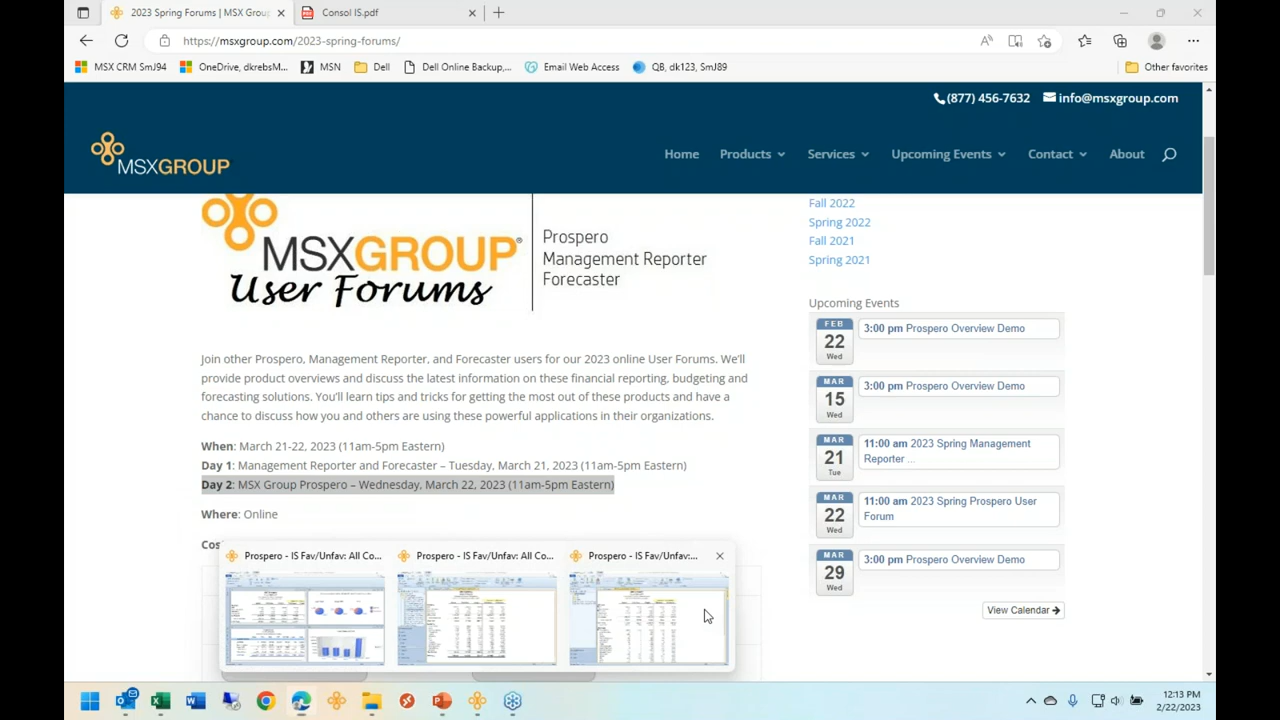 2023 Spring Forums | MSX Grou
Consol IS.pdf
https://msxgroup.com/2023-spring-forums/
MSX CRM SmJ94
OneDrive, dkrebsM...
MSN
Dell
Dell Online Backup,...
Email Web Access
QB, dk123, SmJ89
Other favorites
(877) 456-7632
info@msxgroup.com
MSXGROUP
Home
Products
Services
Upcoming Events
Contact
About
MSXGROUP®
User Forums
Prospero
Management Reporter
Forecaster
Fall 2022
Spring 2022
Fall 2021
Spring 2021
Join other Prospero, Management Reporter, and Forecaster users for our 2023 online User Forums. We'll
provide product overviews and discuss the latest information on these financial reporting, budgeting and
forecasting solutions. You'll learn tips and tricks for getting the most out of these products and have a
chance to discuss how you and others are using these powerful applications in their organizations.
When: March 21-22, 2023 (11am-5pm Eastern)
Day 1: Management Reporter and Forecaster – Tuesday, March 21, 2023 (11am-5pm Eastern)
Day 2: MSX Group Prospero – Wednesday, March 22, 2023 (11am-5pm Eastern)
Where: Online
Cos
Upcoming Events
FEB
22
Wed
3:00 pm Prospero Overview Demo
MAR
15
Wed
3:00 pm Prospero Overview Demo
MAR
21
Tue
11:00 am 2023 Spring Management
Reporter ...
MAR
22
Wed
11:00 am 2023 Spring Prospero User
Forum
MAR
29
Wed
3:00 pm Prospero Overview Demo
View Calendar
Prospero - IS Fav/Unfav: All Co...
Prospero - IS Fav/Unfav: All Co...
Prospero - IS Fav/Unfav:...
12:13 PM
2/22/2023